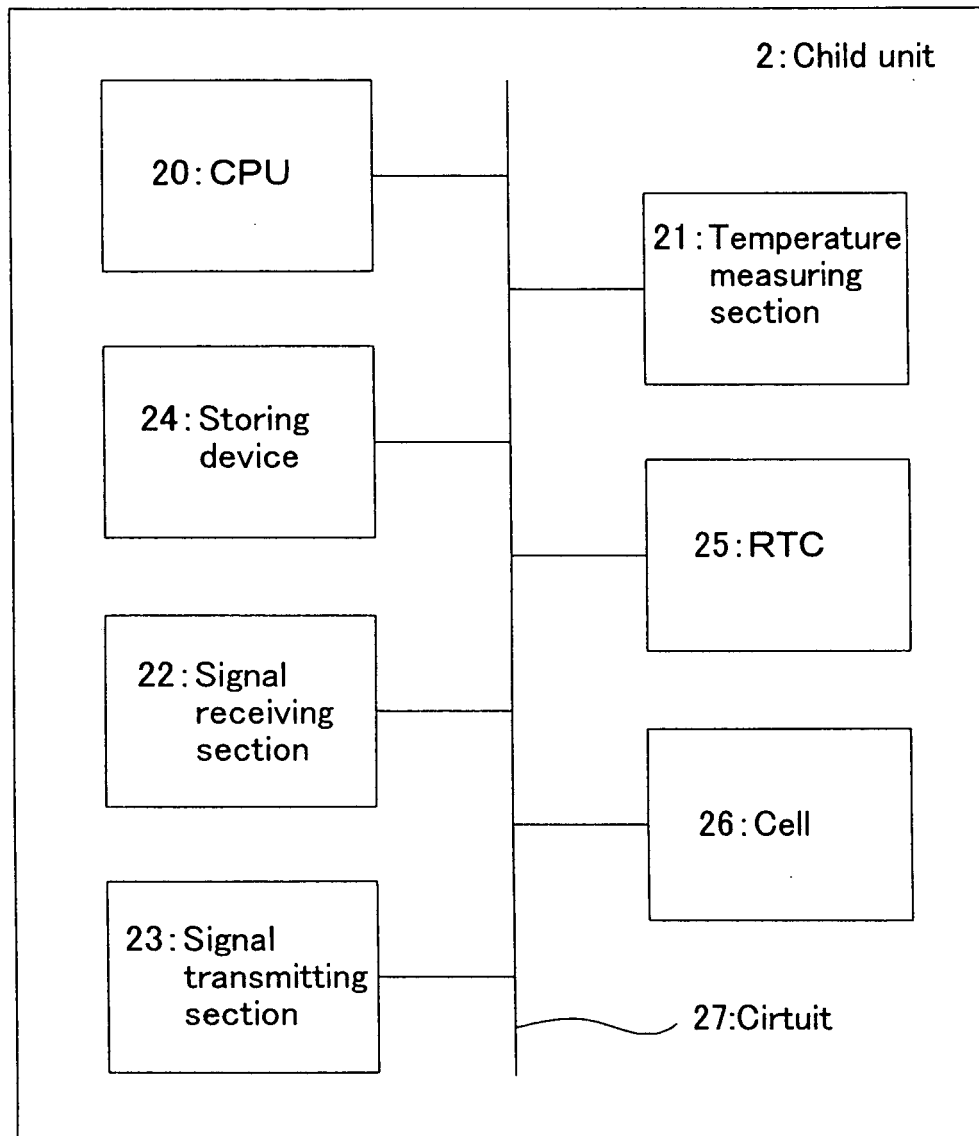 2: Child unit
20: CPU
21: Temperature
measuring
section
24: Storing
device
25: RTC
22: Signal
receiving
section
26: Cell
23: Signal
transmitting
section
27:Cirtuit